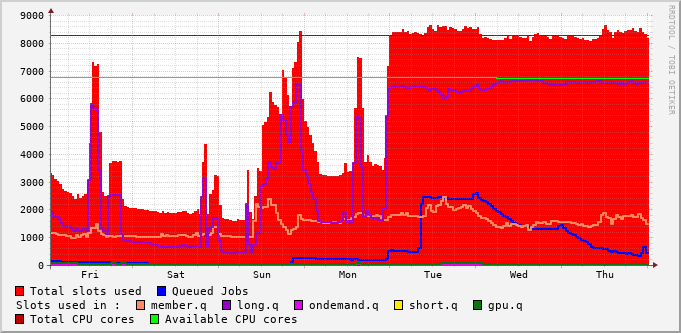 9000
8000
7000
6000
5000
4000
3000
2000
1000
0
Fri Sat Sun Mon Tue Wed Thu
RRDTOOL / TOBI OETIKER
Total slots used Queued Jobs
Slots used in : member.q long.q ondemand.q short.q gpu.q
Total CPU cores Available CPU cores